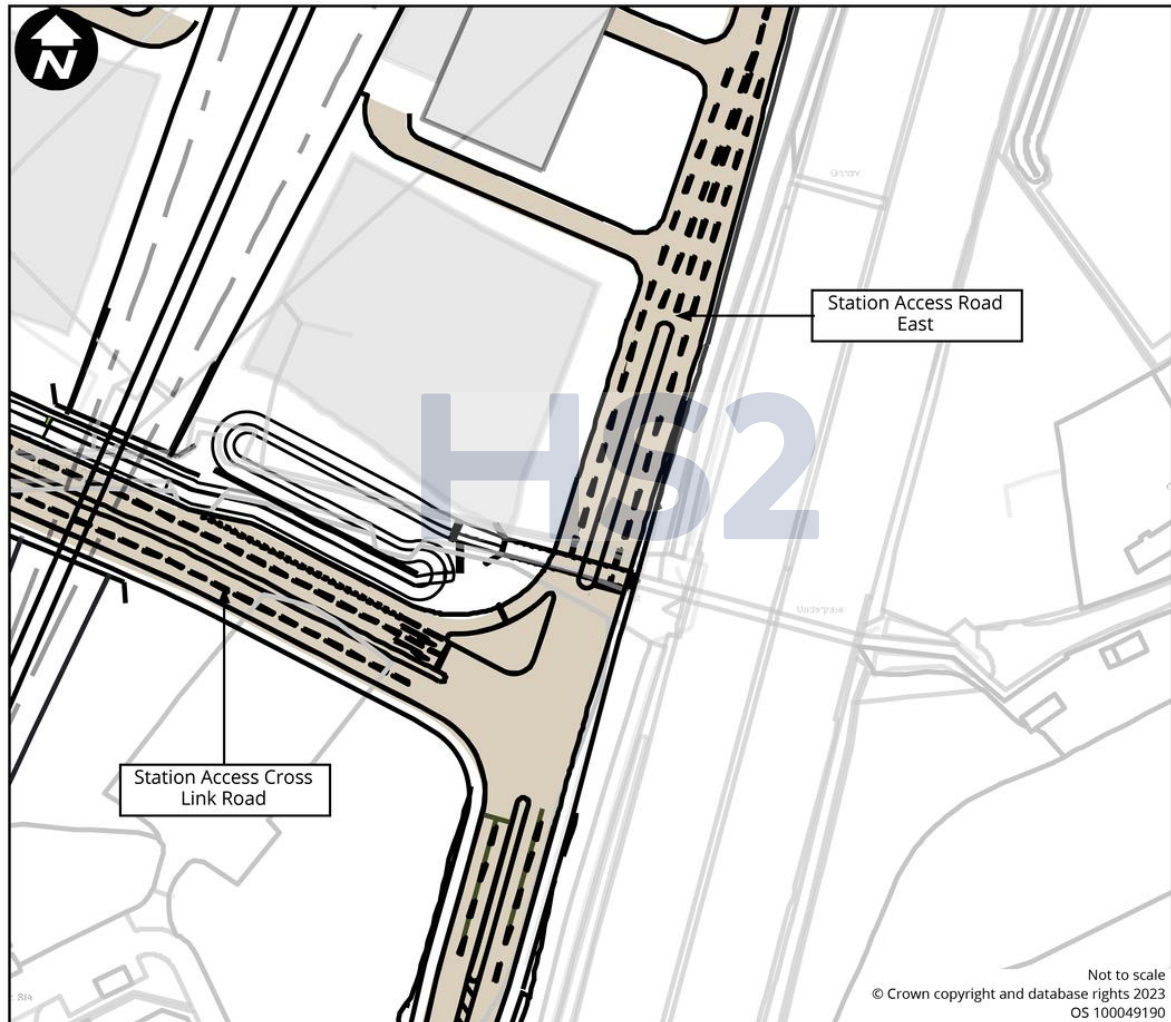 N
Station Access Road
East
HS2
Underpass
Station Access Cross
Link Road
Not to scale
© Crown copyright and database rights 2023
OS 100049190